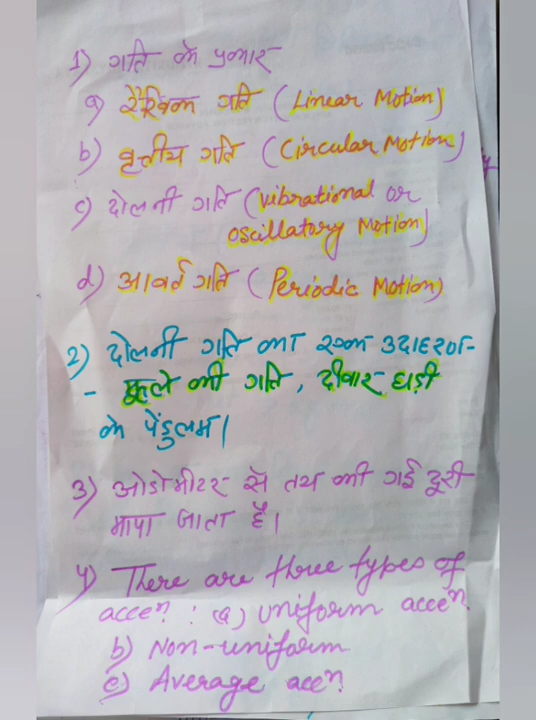 1) गति के प्रकार
a) रैखिक गति (Linear Motion)
b) वृत्तीय गति (Circular Motion)
c) दोलनी गति (vibrational or
oscillatory Motion)
d) आवर्त गति (Periodic Motion)
2) दोलनी गति का एक उदाहरण-
- झूले की गति, दीवार घड़ी
के पेंडुलम।
3) ओडोमीटर से तय की गई दूरी
मापा जाता है।
4) There are three types of
acceⁿ. : (a) uniform acceⁿ.
b) Non-uniform
c) Average aceⁿ.